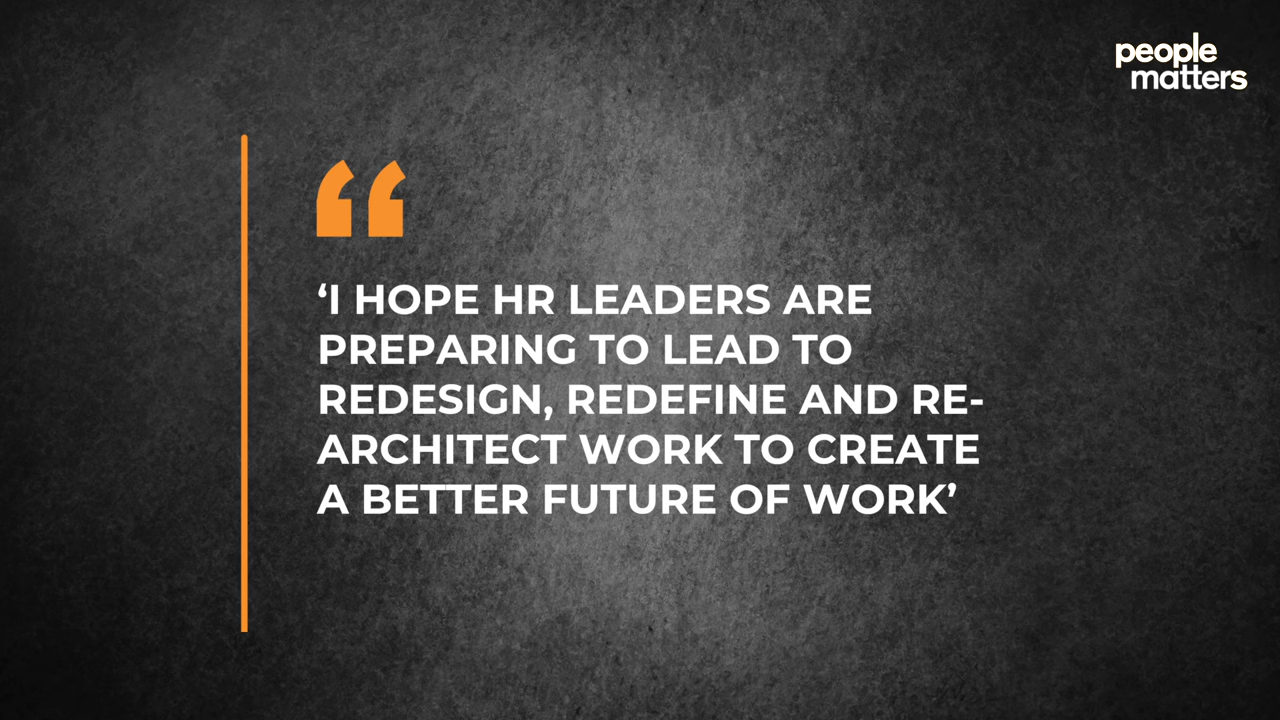 people
matters
“
‘I HOPE HR LEADERS ARE
PREPARING TO LEAD TO
REDESIGN, REDEFINE AND RE-
ARCHITECT WORK TO CREATE
A BETTER FUTURE OF WORK’